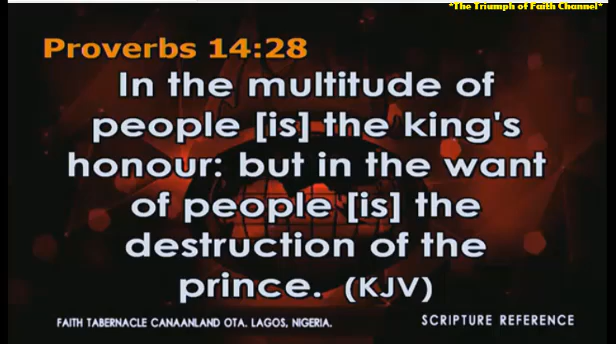 *The Triumph of Faith Channel*
Proverbs 14:28
In the multitude of
people [is] the king's
honour: but in the want
of people [is] the
destruction of the
prince. (KJV)
FAITH TABERNACLE CANAANLAND OTA. LAGOS, NIGERIA.
SCRIPTURE REFERENCE